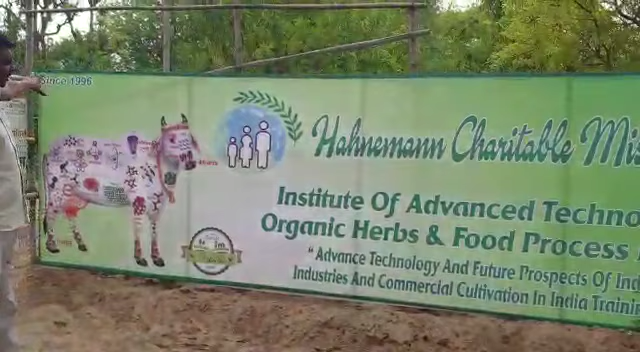 Since 1996
Hahnemann Charitable Mis
Institute Of Advanced Techno
Organic Herbs & Food Process
"Advance Technology And Future Prospects Of Ind
Industries And Commercial Cultivation In India Trainin